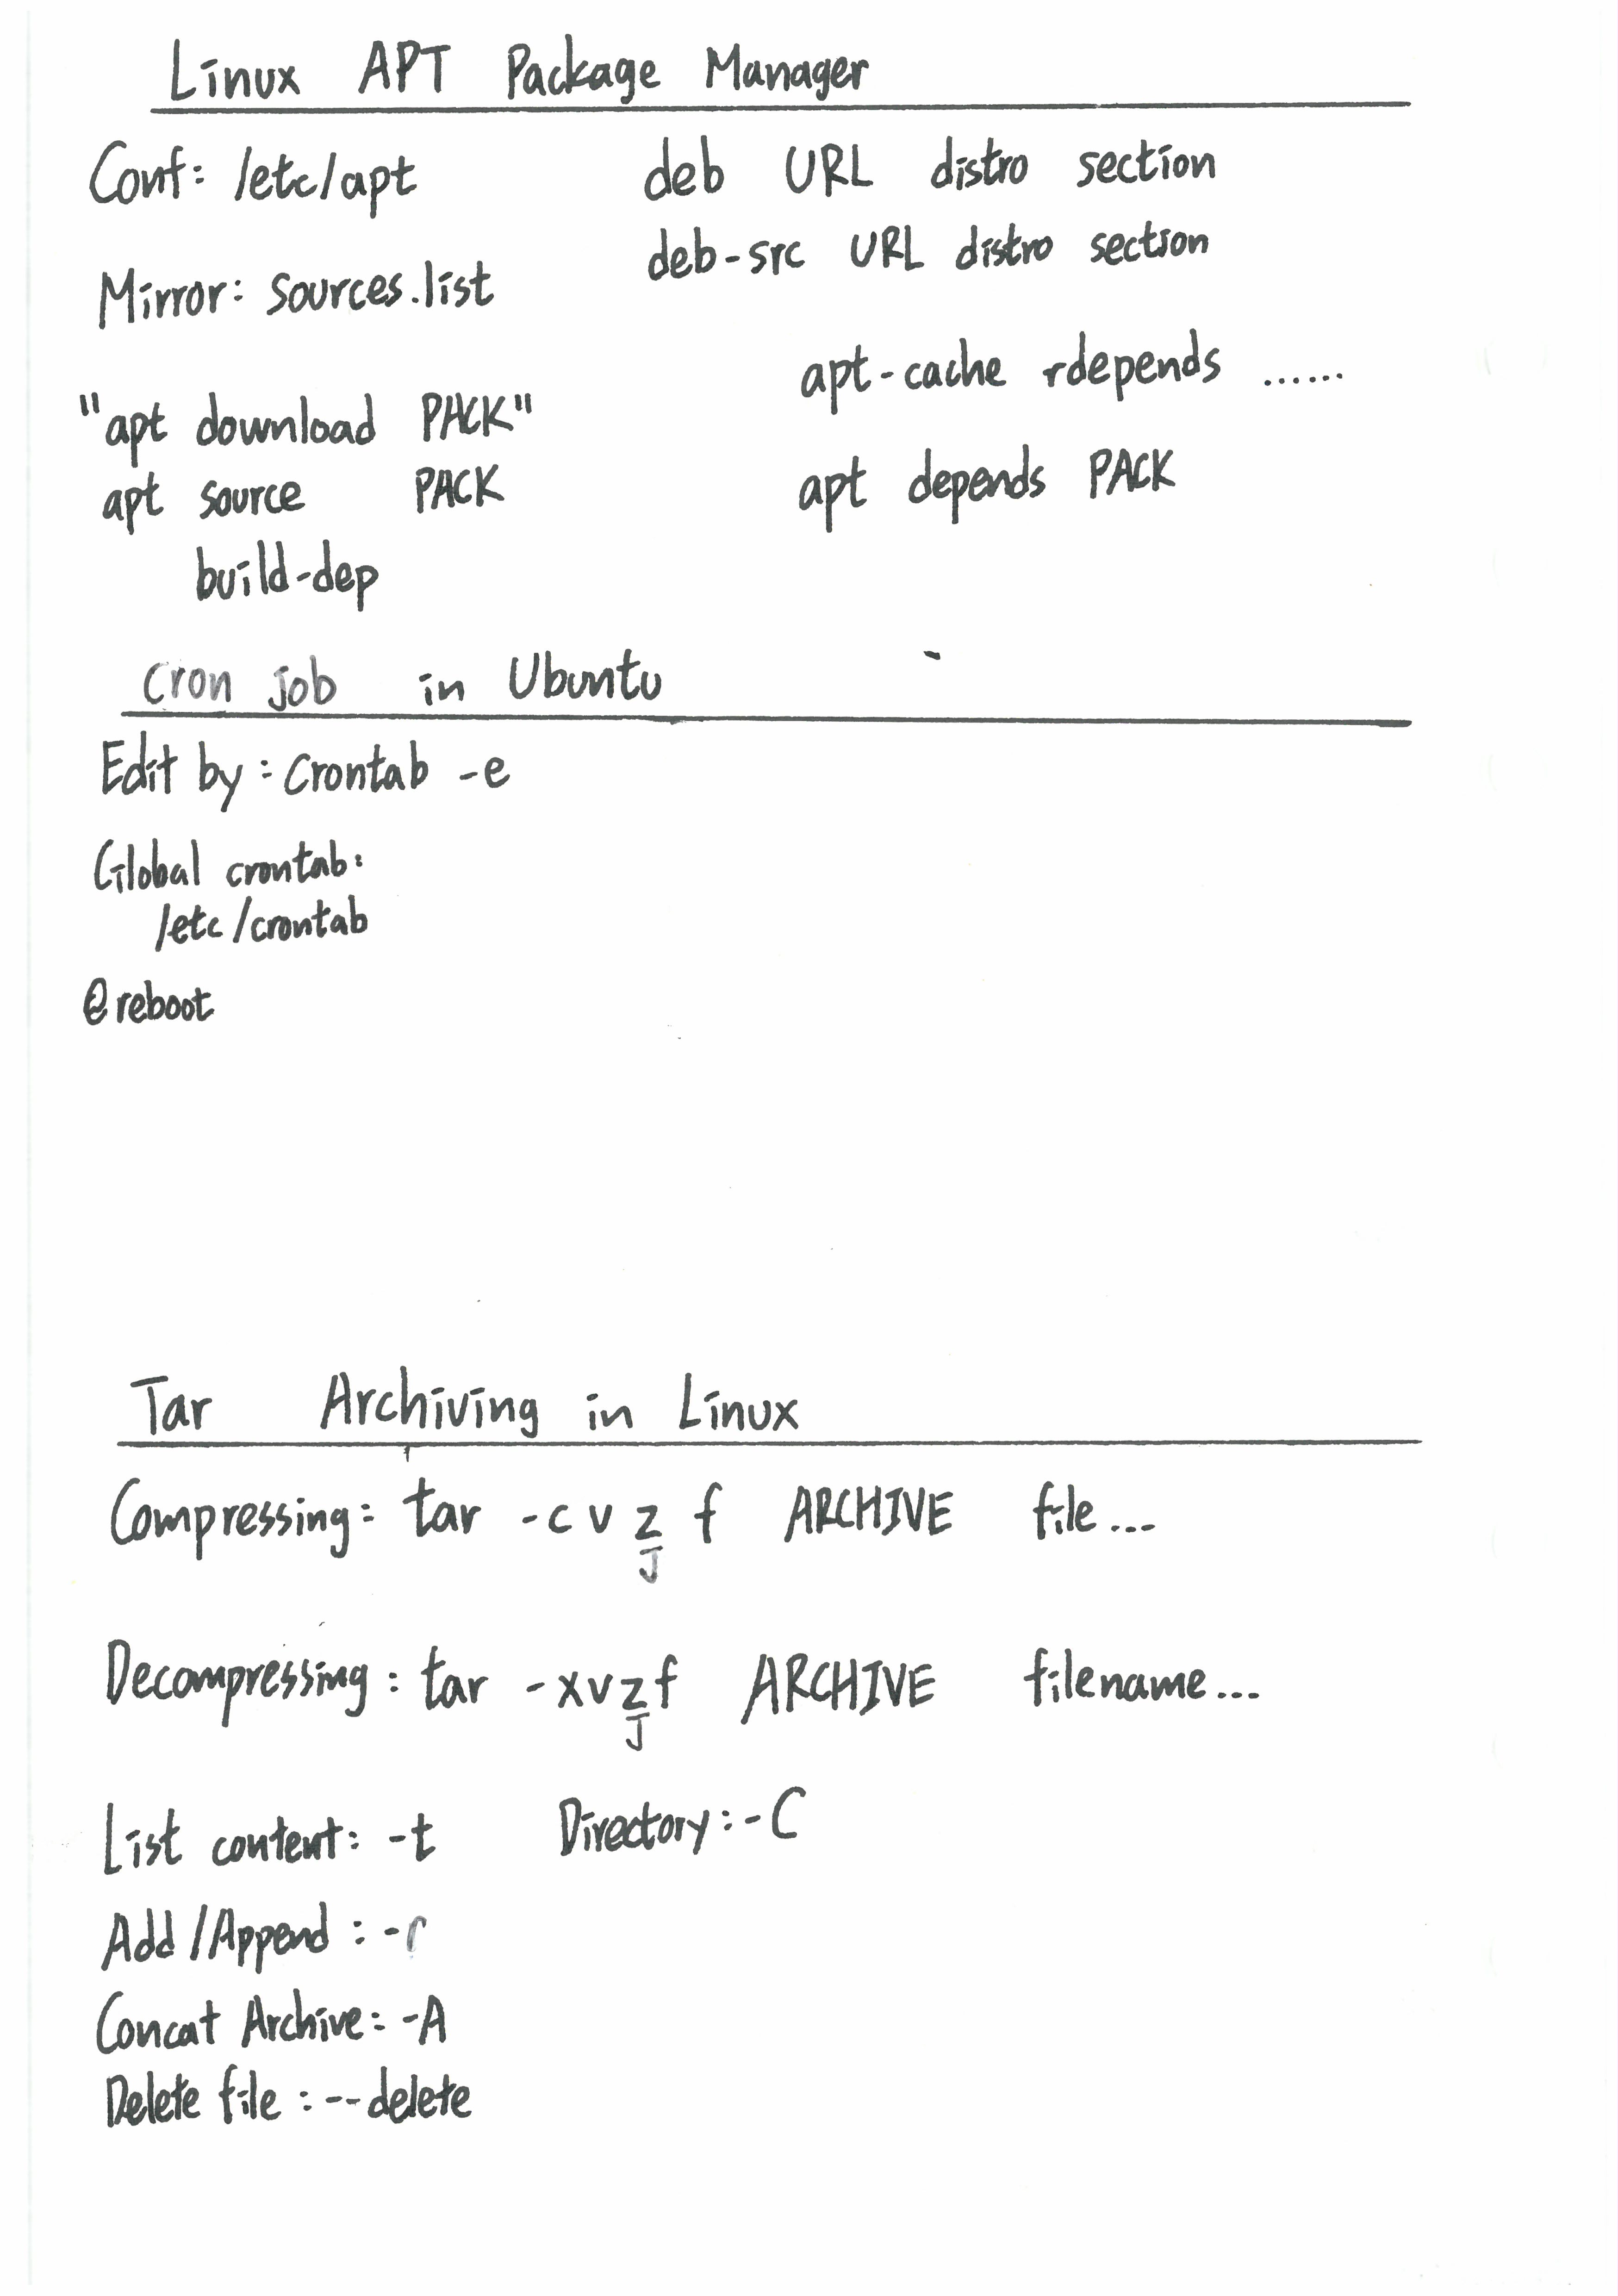 Linux APT Package Manager
Conf: /etc/apt
Mirror: sources.list
deb URL distro section
deb-src URL distro section
"apt download PACK"
apt source PACK
build-dep
apt-cache rdepends ......
apt depends PACK
Cron job in Ubuntu
Edit by: Crontab -e
Global crontab:
/etc/crontab
@reboot
Tar Archiving in Linux
Compressing: tar -c v z f ARCHIVE file...
J
Decompressing: tar -xvzf ARCHIVE filename...
J
List content: -t Directory: -C
Add/Append: -r
Concat Archive: -A
Delete file: --delete